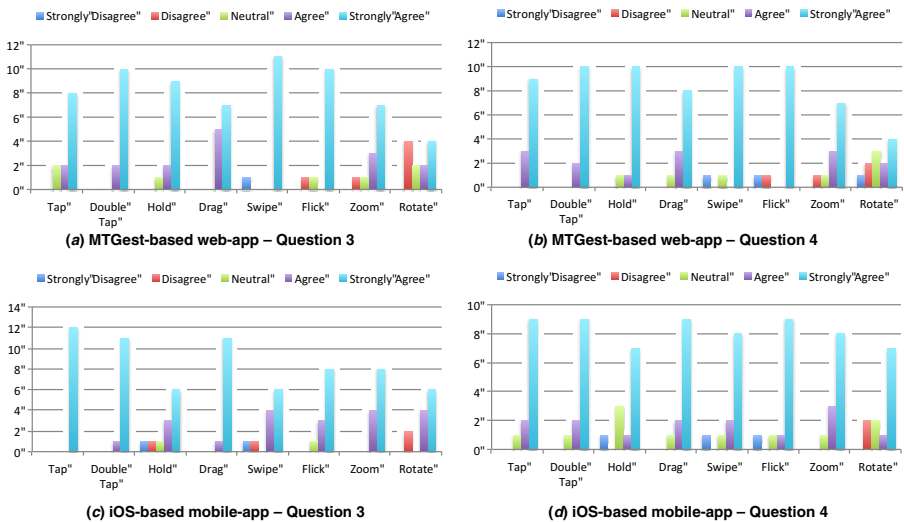 Strongly"Disagree" Disagree" Neutral" Agree" Strongly"Agree"
12"
10"
8"
6"
4"
2"
0"
Tap" Double" Tap" Hold" Drag" Swipe" Flick" Zoom" Rotate"
(a) MTGest-based web-app – Question 3
Strongly"Disagree" Disagree" Neutral" Agree" Strongly"Agree"
12"
10"
8"
6"
4"
2"
0"
Tap" Double" Tap" Hold" Drag" Swipe" Flick" Zoom" Rotate"
(b) MTGest-based web-app – Question 4
Strongly"Disagree" Disagree" Neutral" Agree" Strongly"Agree"
14"
12"
10"
8"
6"
4"
2"
0"
Tap" Double" Tap" Hold" Drag" Swipe" Flick" Zoom" Rotate"
(c) iOS-based mobile-app – Question 3
Strongly"Disagree" Disagree" Neutral" Agree" Strongly"Agree"
10"
8"
6"
4"
2"
0"
Tap" Double" Tap" Hold" Drag" Swipe" Flick" Zoom" Rotate"
(d) iOS-based mobile-app – Question 4